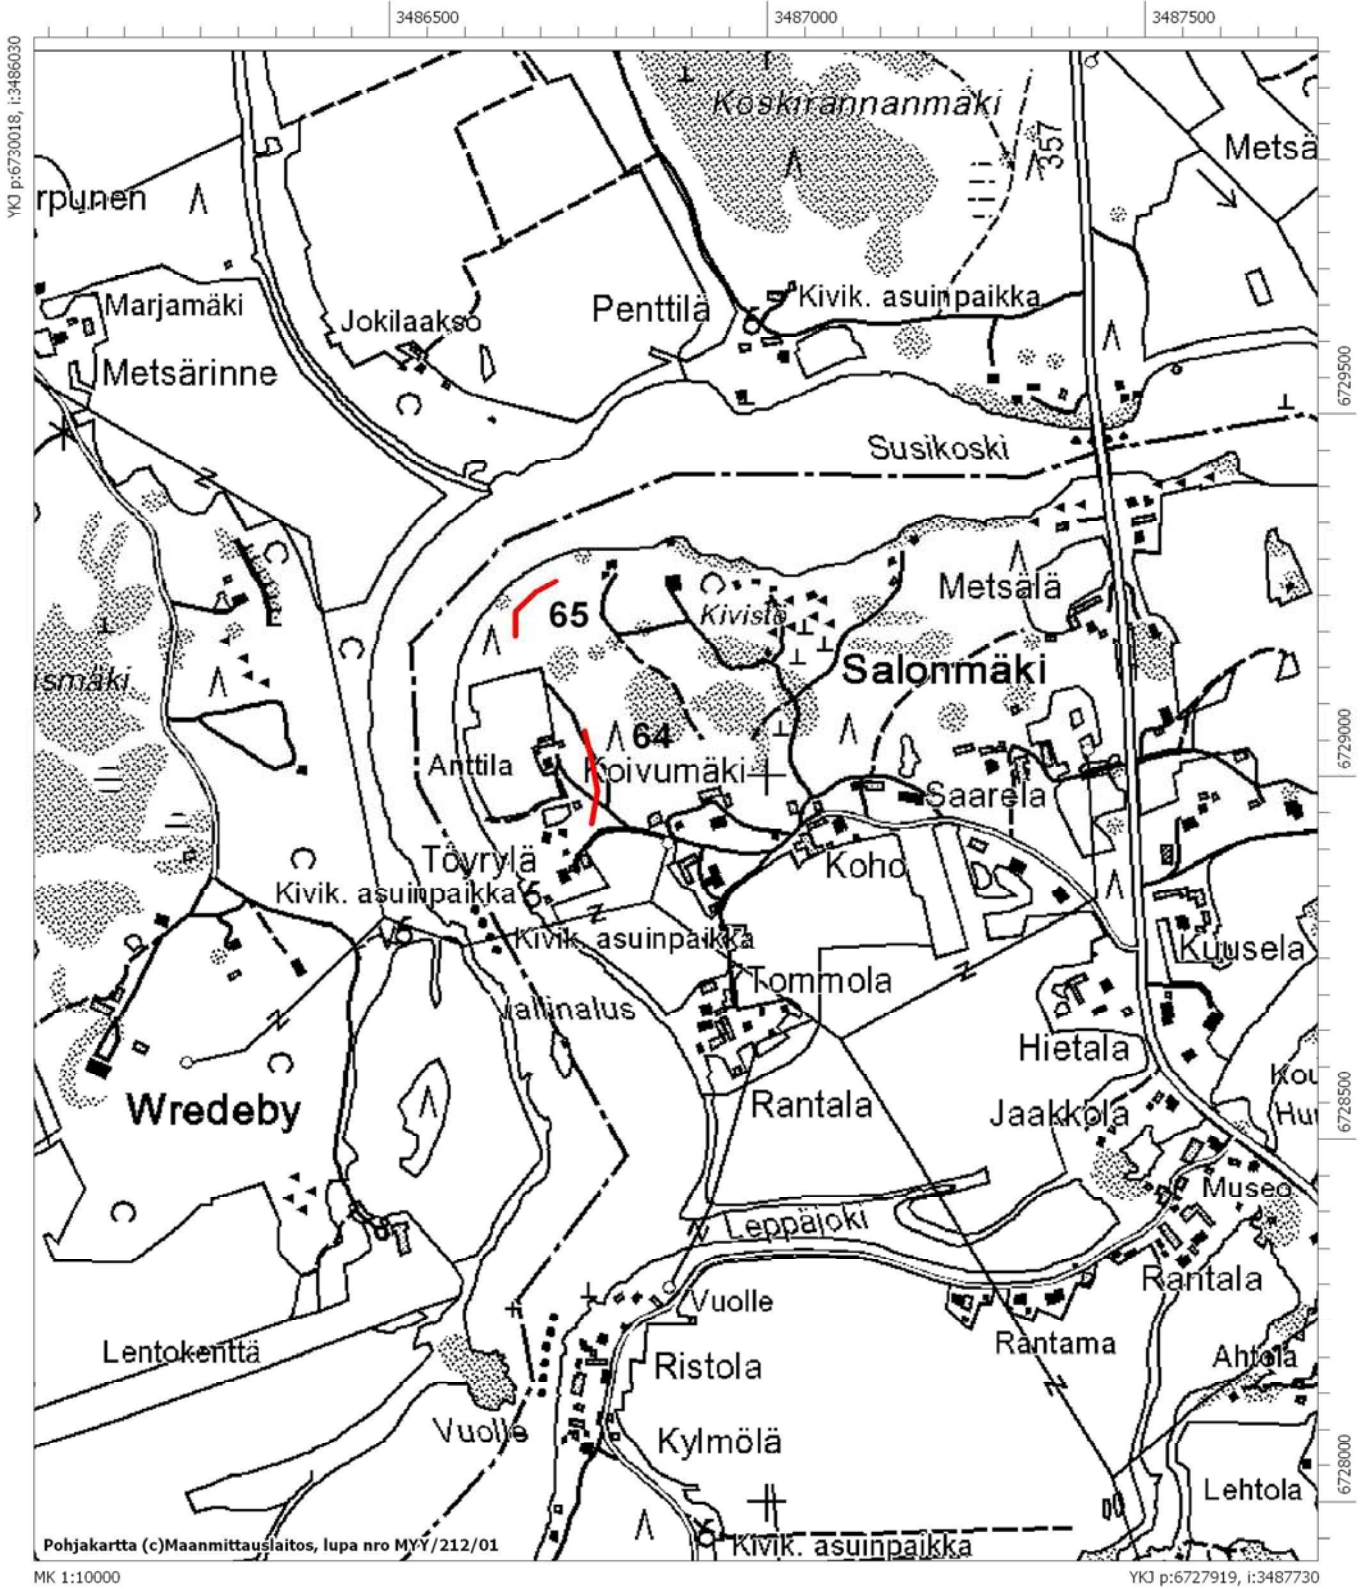 3486500
3487000
3487500
YKJ p:6730018, i:3486030
Koskirannanmäki
357
Metsä
rpunen
Marjamäki
Jokilaakso
Penttilä
Kivik. asuinpaikka
Metsärinne
6729500
Susikoski
65
Kivistö
Metsälä
smäki
Salonmäki
64
6729000
Anttila
Koivumäki
Saarela
Töyrylä
Koho
Kivik. asuinpaikka
Kivik. asuinpaikka
Kuusela
Tommola
allinalus
Hietala
Wredeby
Rantala
Jaakkola
Kou
Hur
6728500
Museo
Leppäjoki
Rantala
Vuolle
Lentokenttä
Ristola
Rantama
Ahtola
Vuolle
Kylmölä
6728000
Lehtola
Pohjakartta (c)Maanmittauslaitos, lupa nro MYY/212/01
Kivik. asuinpaikka
MK 1:10000
YKJ p:6727919, i:3487730